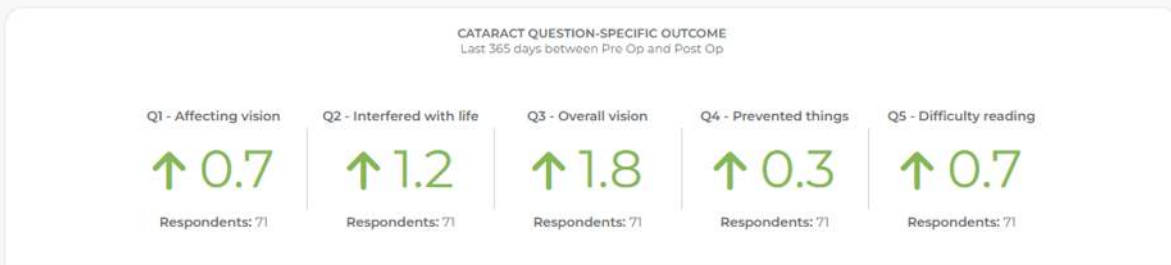 CATARACT QUESTION-SPECIFIC OUTCOME
Last 365 days between Pre Op and Post Op
Q1 - Affecting vision
↑ 0.7
Respondents: 71
Q2 - Interfered with life
↑ 1.2
Respondents: 71
Q3 - Overall vision
↑ 1.8
Respondents: 71
Q4 - Prevented things
↑ 0.3
Respondents: 71
Q5 - Difficulty reading
↑ 0.7
Respondents: 71